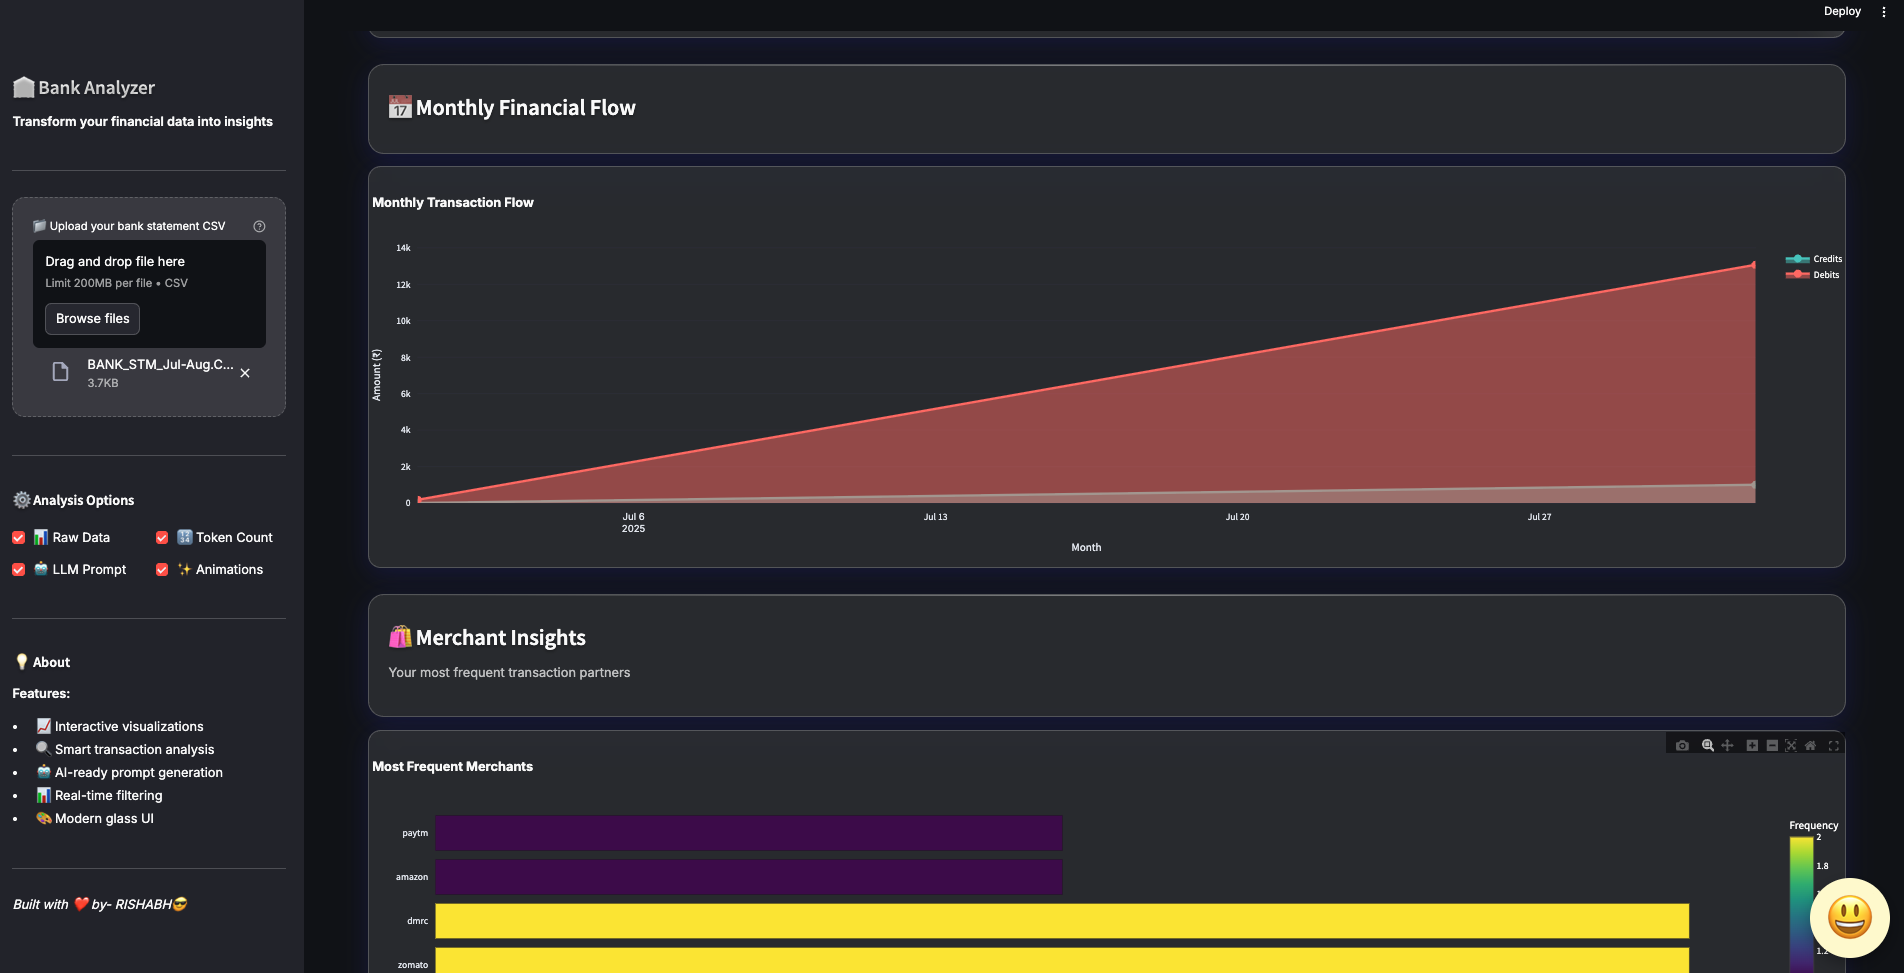 Deploy
Bank Analyzer
Transform your financial data into insights
Upload your bank statement CSV
Drag and drop file here
Limit 200MB per file • CSV
Browse files
BANK_STM_Jul-Aug.C...
3.7KB
Analysis Options
Raw Data
Token Count
LLM Prompt
Animations
About
Features:
• Interactive visualizations
• Smart transaction analysis
• AI-ready prompt generation
• Real-time filtering
• Modern glass UI
Built with ❤️ by- RISHABH😎
17
Monthly Financial Flow
Monthly Transaction Flow
14k
12k
10k
8k
6k
4k
2k
0
Amount (₹)
Jul 6
2025
Jul 13
Jul 20
Jul 27
Month
Credits
Debits
Merchant Insights
Your most frequent transaction partners
Most Frequent Merchants
paytm
amazon
dmrc
zomato
Frequency
2
1.8